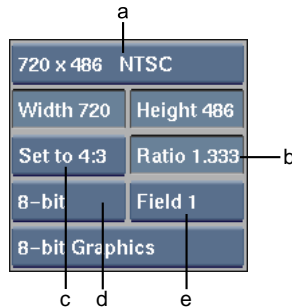 a
720 x 486 NTSC
Width 720 Height 486
Set to 4:3 Ratio 1.333 b
8-bit Field 1
8-bit Graphics
c d e